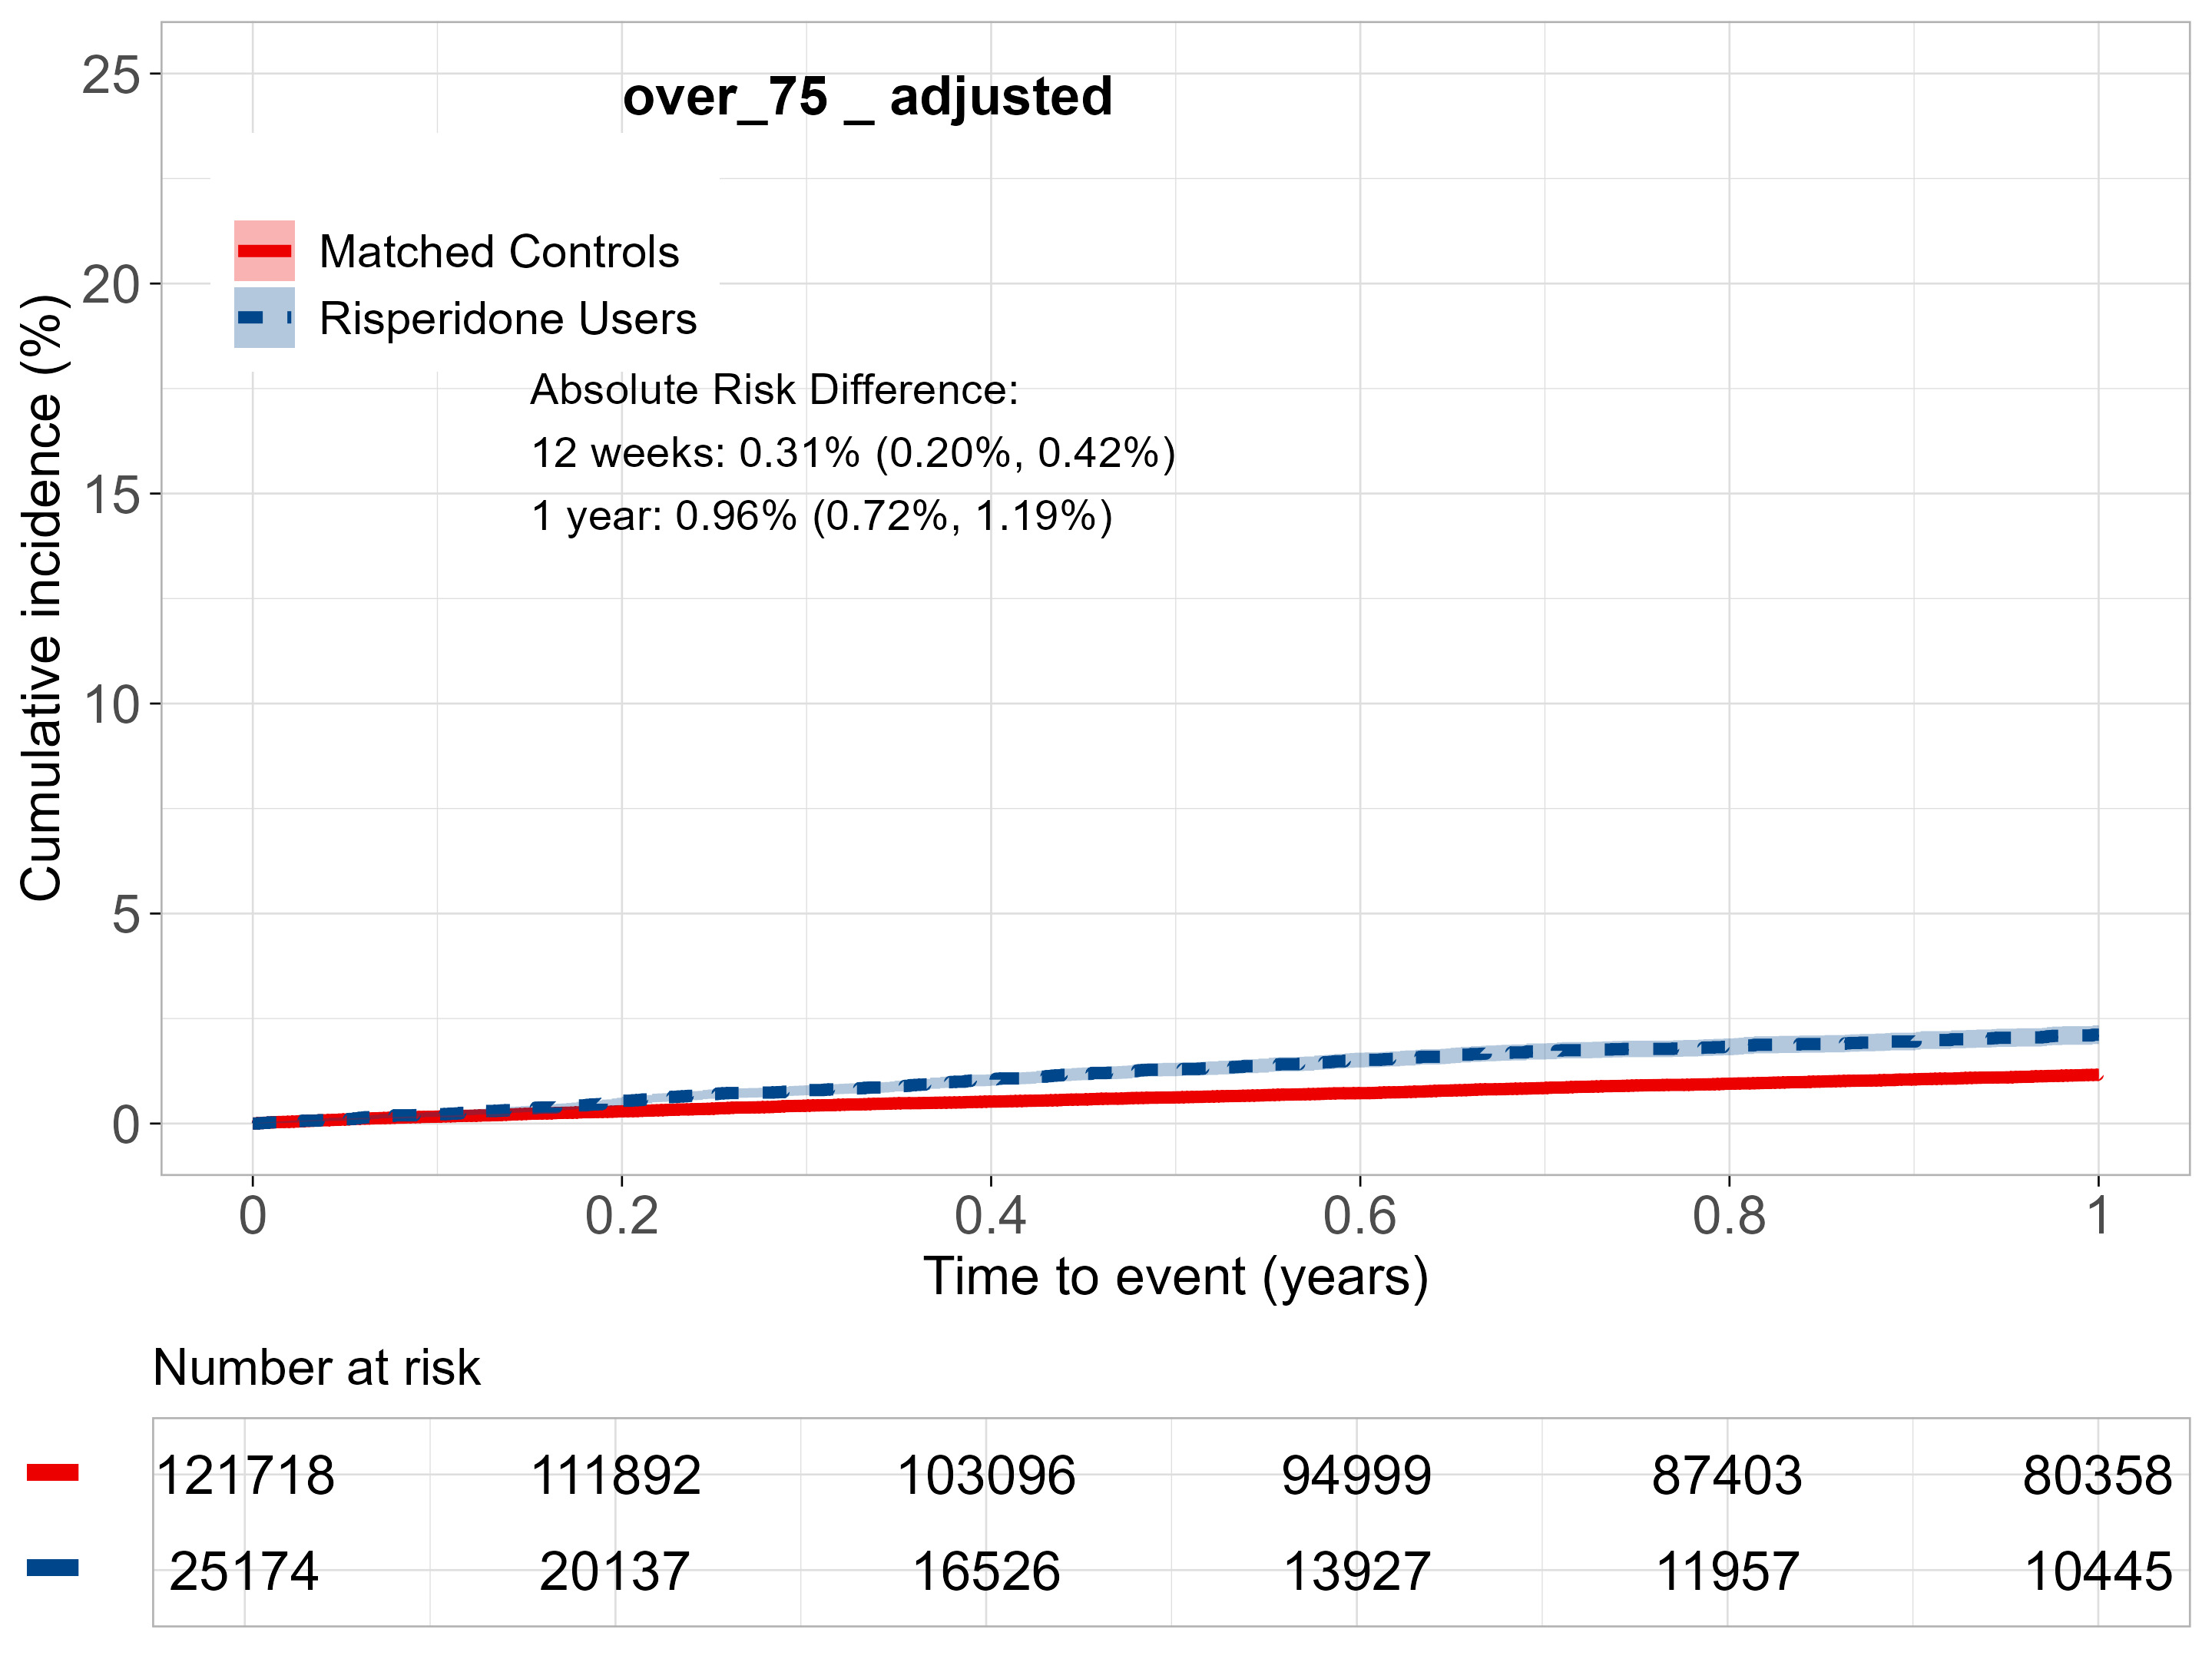 over_75 _ adjusted
Matched Controls
Risperidone Users
Absolute Risk Difference:
12 weeks: 0.31% (0.20%, 0.42%)
1 year: 0.96% (0.72%, 1.19%)
Cumulative incidence (%)
25
20
15
10
5
0
0 0.2 0.4 0.6 0.8 1
Time to event (years)
Number at risk
121718 111892 103096 94999 87403 80358
25174 20137 16526 13927 11957 10445